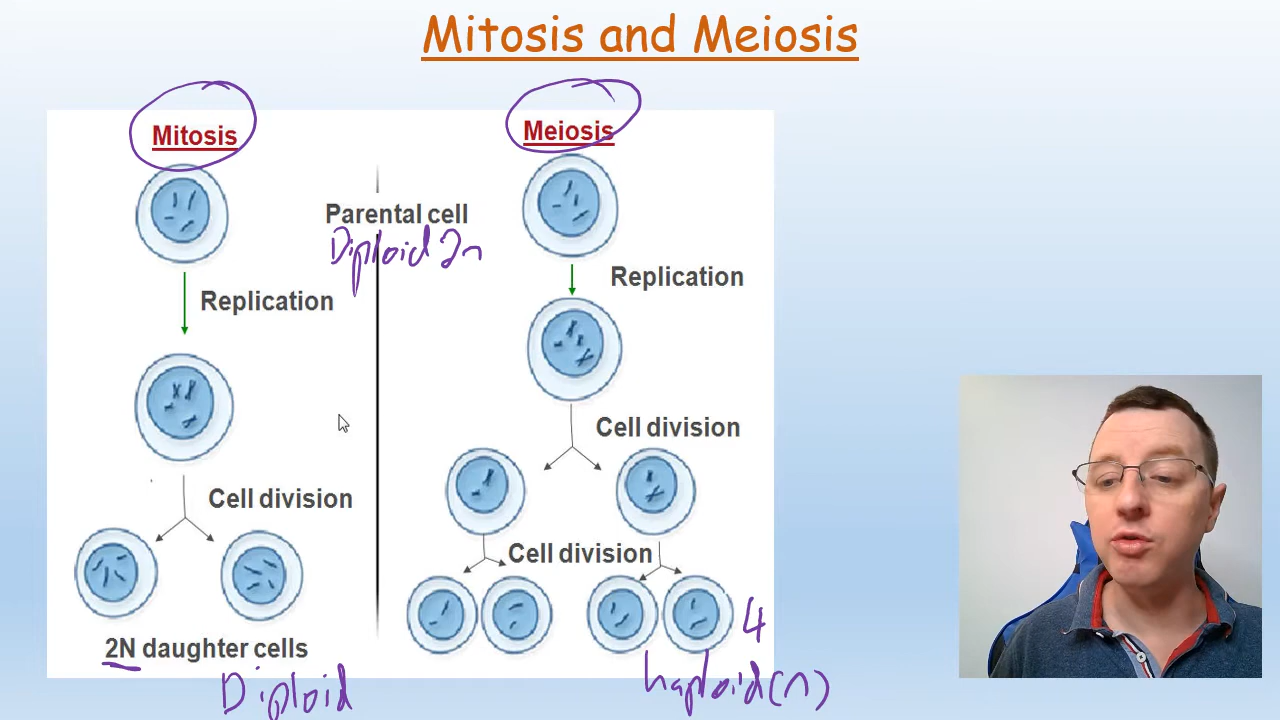 Mitosis and Meiosis
Mitosis
Meiosis
Parental cell
Diploid 2n
Replication
Replication
Cell division
Cell division
Cell division
2N daughter cells
4
Diploid
haploid (n)